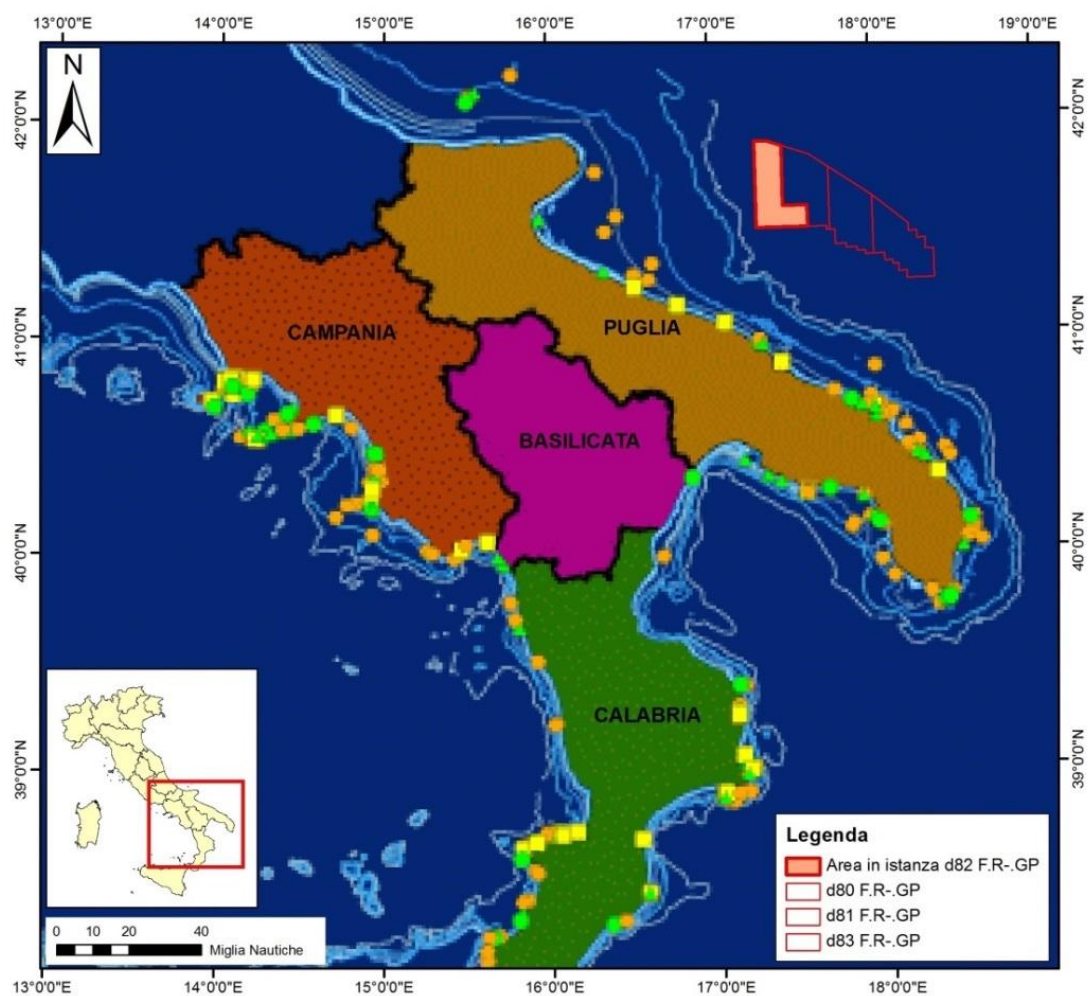 13°0'0"E 14°0'0"E 15°0'0"E 16°0'0"E 17°0'0"E 18°0'0"E 19°0'0"E
N
42°0'0"N
42°0'0"N
41°0'0"N
41°0'0"N
40°0'0"N
40°0'0"N
39°0'0"N
39°0'0"N
CAMPANIA
PUGLIA
BASILICATA
CALABRIA
Legenda
Area in istanza d82 F.R-.GP
d80 F.R-.GP
d81 F.R-.GP
d83 F.R-.GP
0 10 20 40
Miglia Nautiche
13°0'0"E 14°0'0"E 15°0'0"E 16°0'0"E 17°0'0"E 18°0'0"E